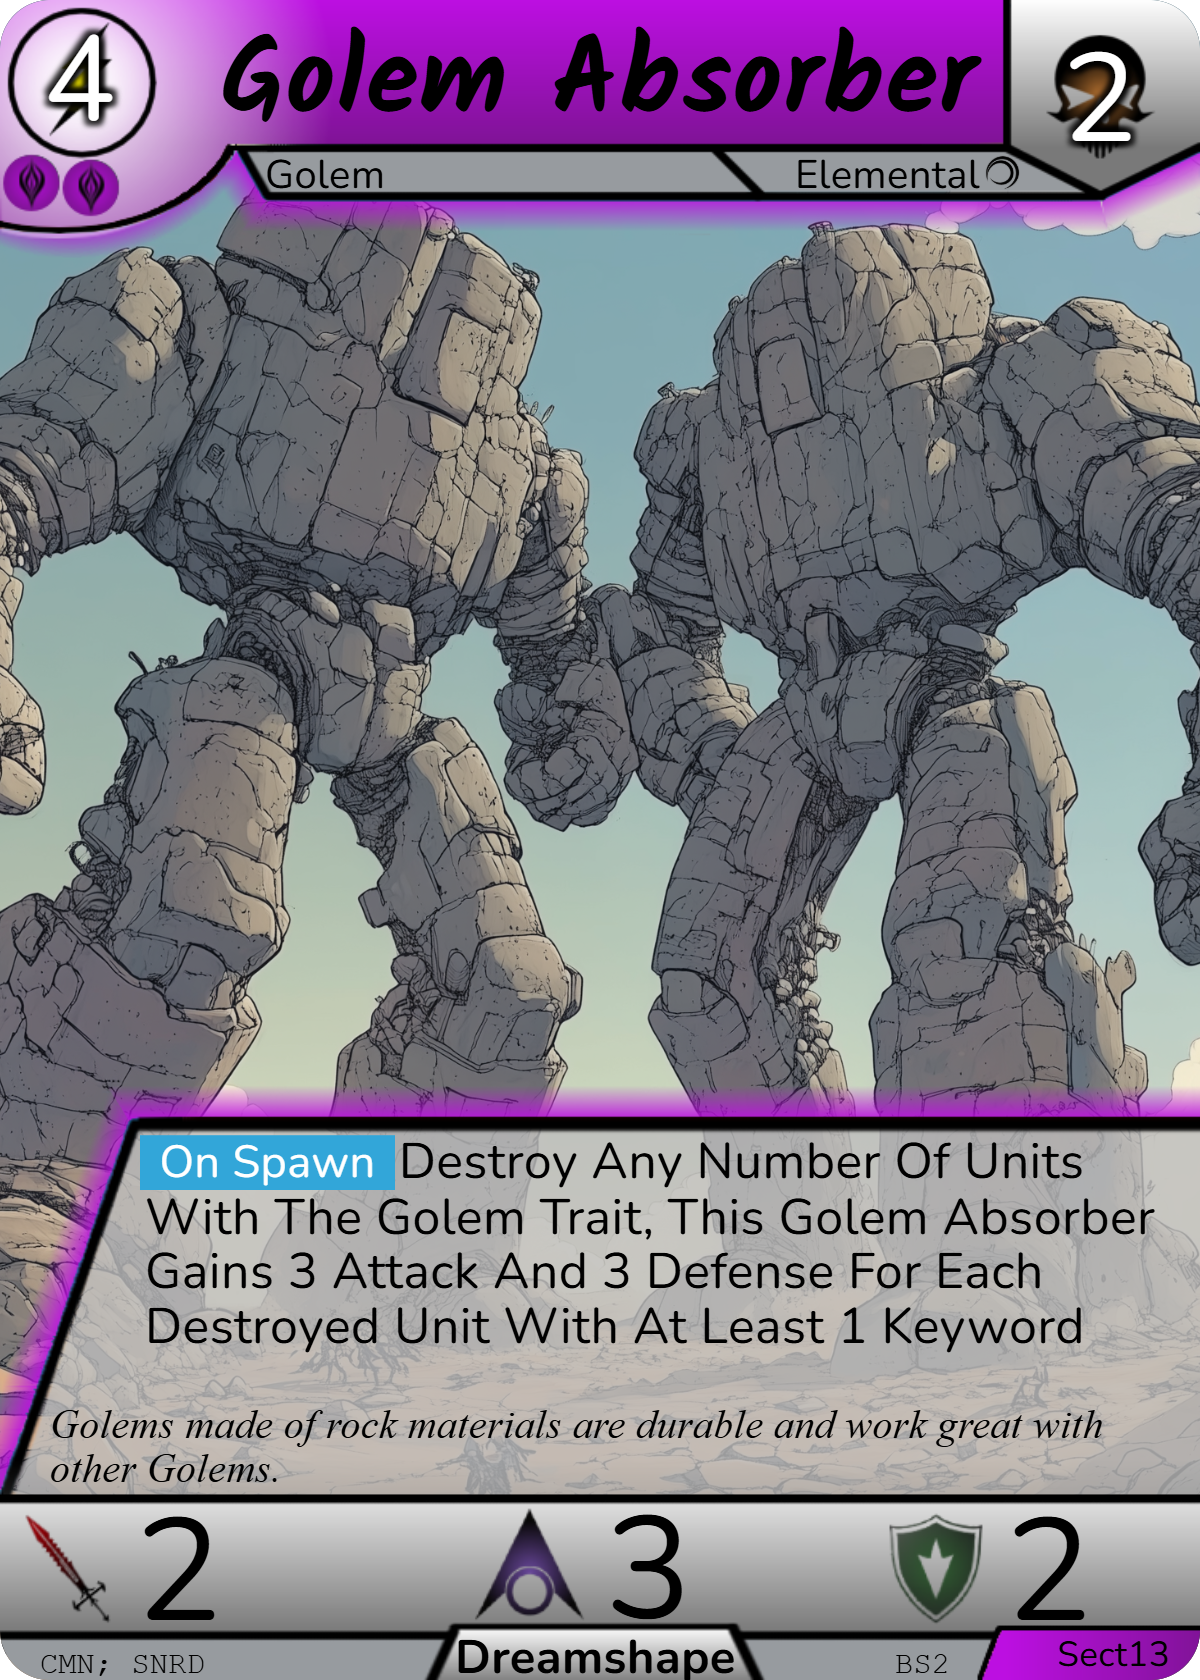 4
Golem Absorber
2
Golem
Elemental
On Spawn Destroy Any Number Of Units
With The Golem Trait, This Golem Absorber
Gains 3 Attack And 3 Defense For Each
Destroyed Unit With At Least 1 Keyword
Golems made of rock materials are durable and work great with
other Golems.
2
3
2
CMN; SNRD
Dreamshape
BS2
Sect13